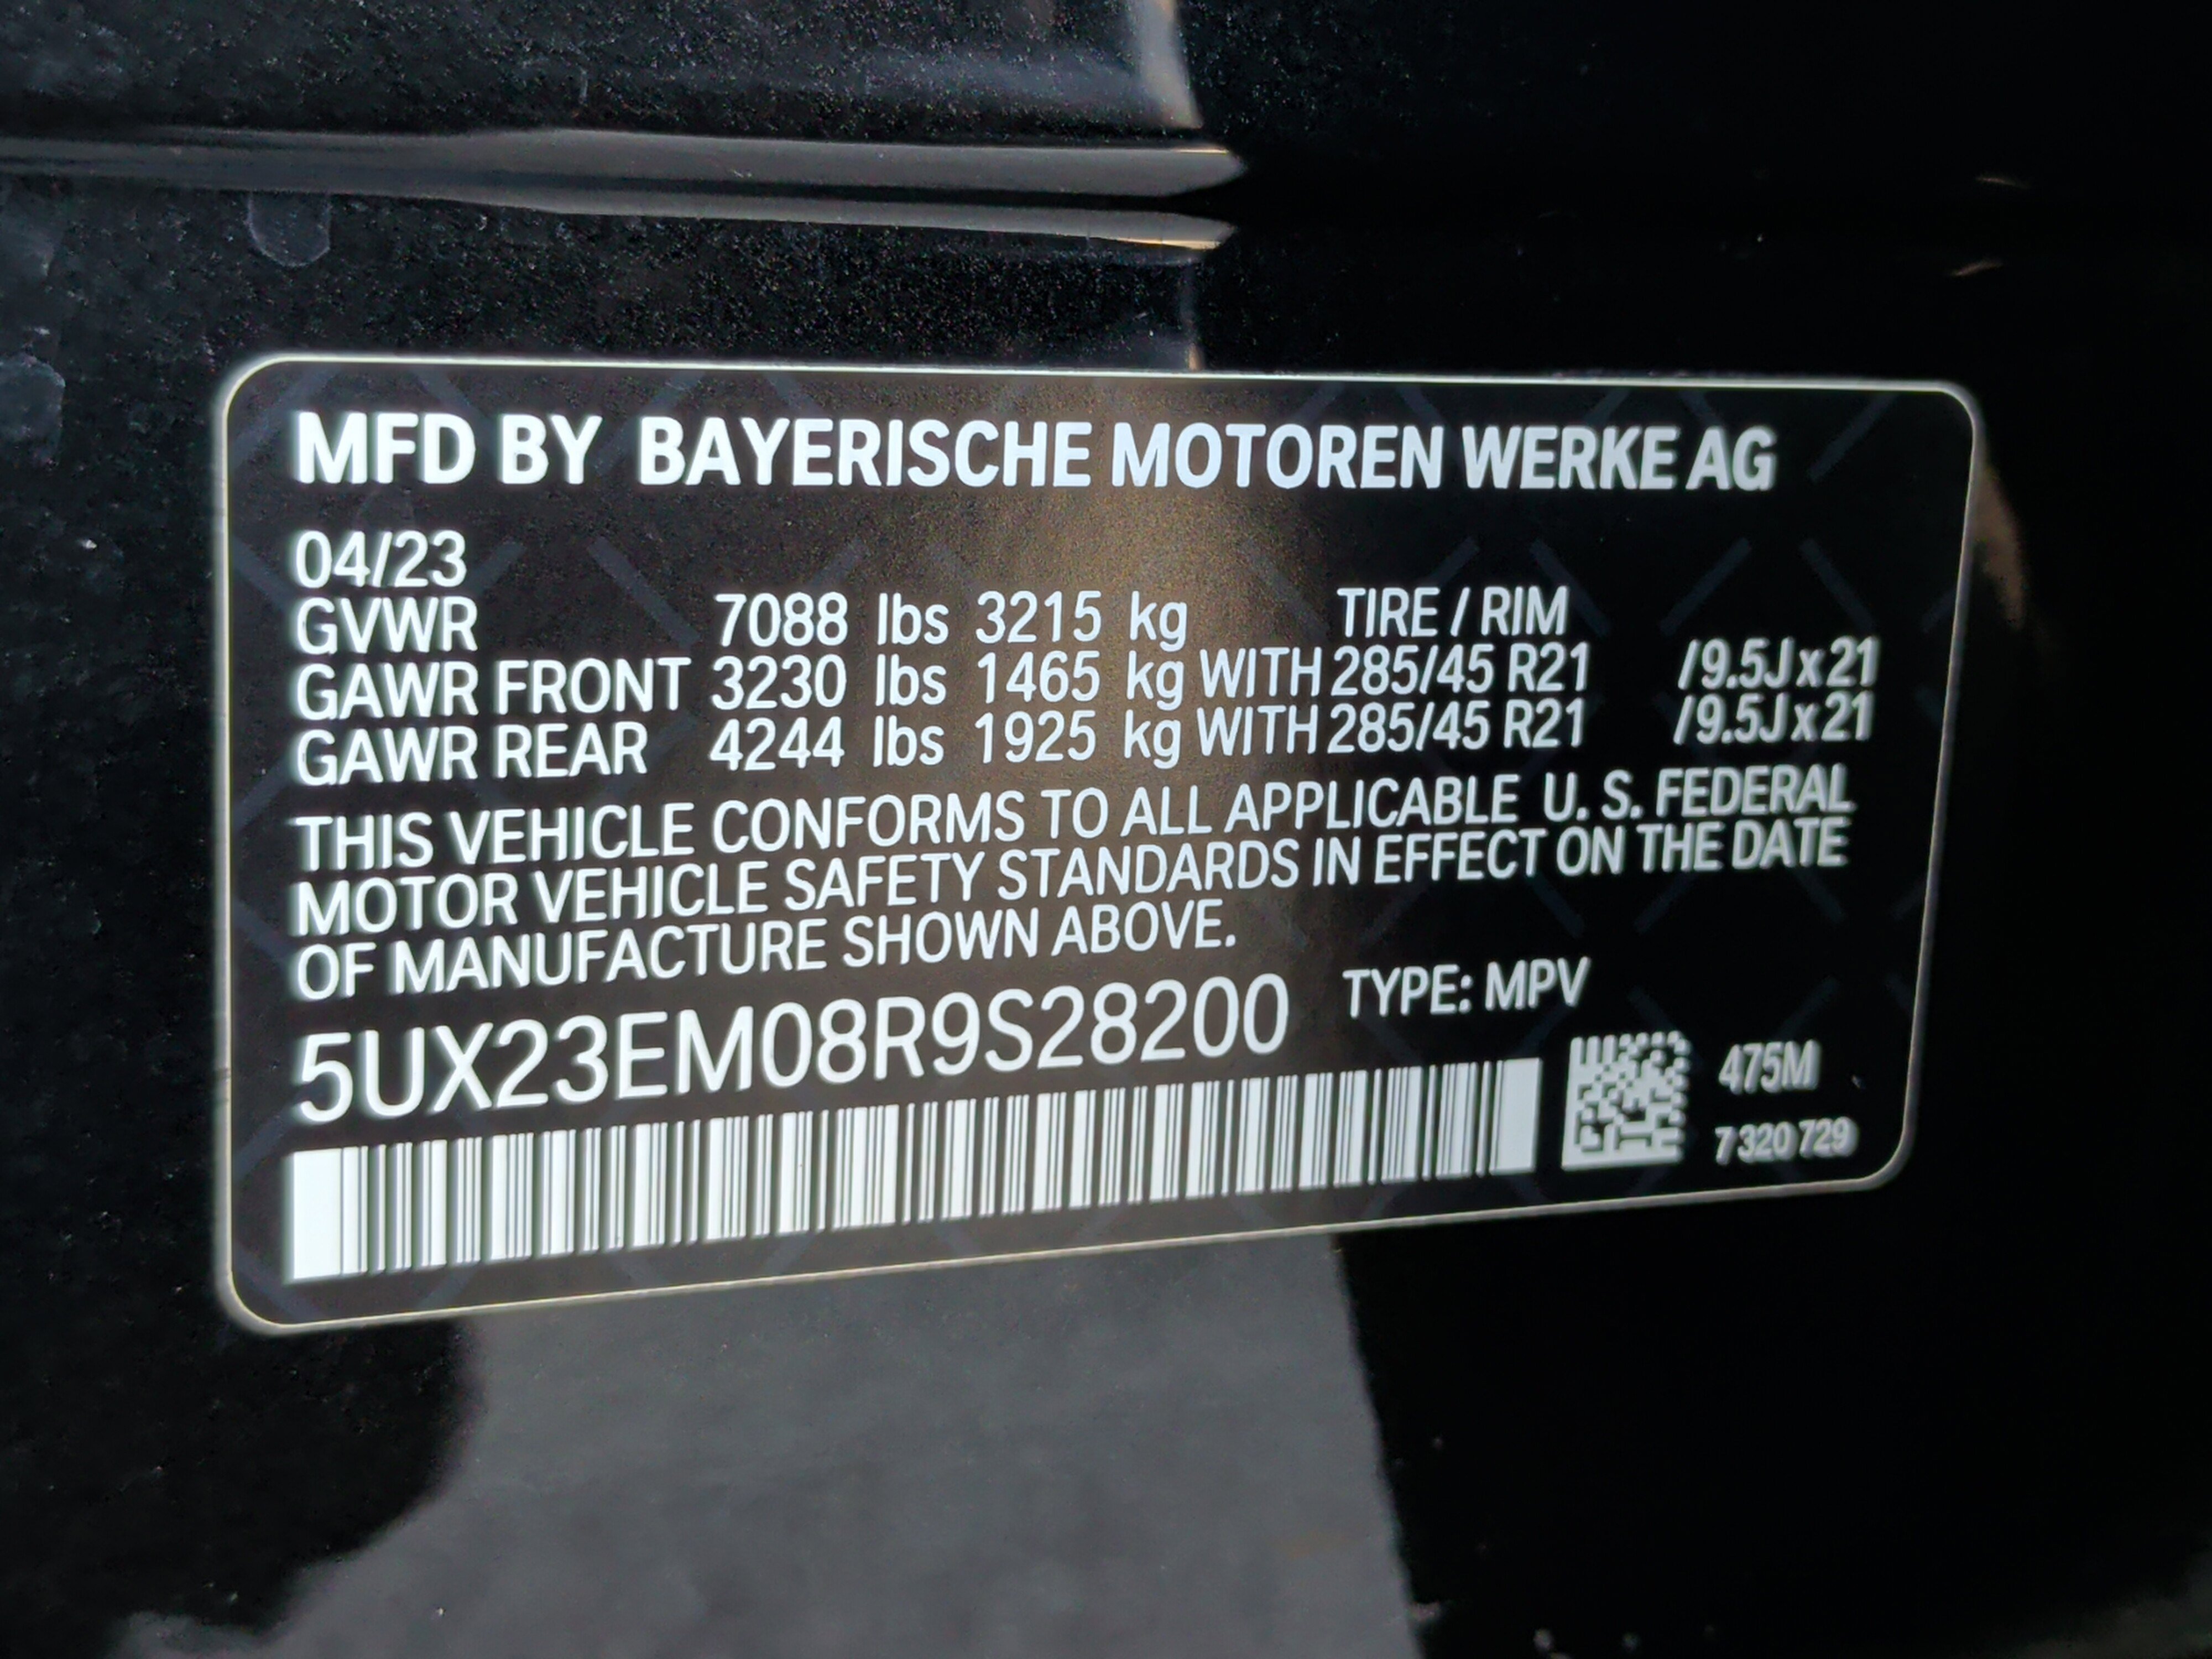 MFD BY BAYERISCHE MOTOREN WERKE AG
04/23
GVWR 7088 lbs 3215 kg TIRE / RIM
GAWR FRONT 3230 lbs 1465 kg WITH 285/45 R21 /9.5J x 21
GAWR REAR 4244 lbs 1925 kg WITH 285/45 R21 /9.5J x 21
THIS VEHICLE CONFORMS TO ALL APPLICABLE U. S. FEDERAL
MOTOR VEHICLE SAFETY STANDARDS IN EFFECT ON THE DATE
OF MANUFACTURE SHOWN ABOVE.
5UX23EM08R9S28200 TYPE: MPV
475M
7 320 729